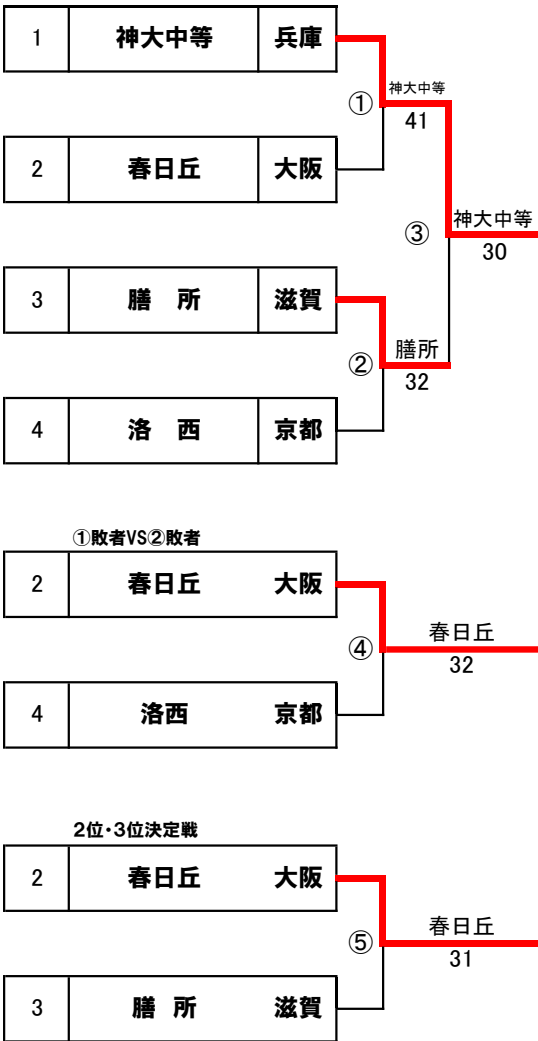 1 神大中等 兵庫
神大中等
①
41
2 春日丘 大阪
神大中等
③
30
3 膳 所 滋賀
膳所
②
32
4 洛 西 京都
①敗者VS②敗者
2 春日丘 大阪
春日丘
④
32
4 洛西 京都
2位・3位決定戦
2 春日丘 大阪
春日丘
⑤
31
3 膳 所 滋賀